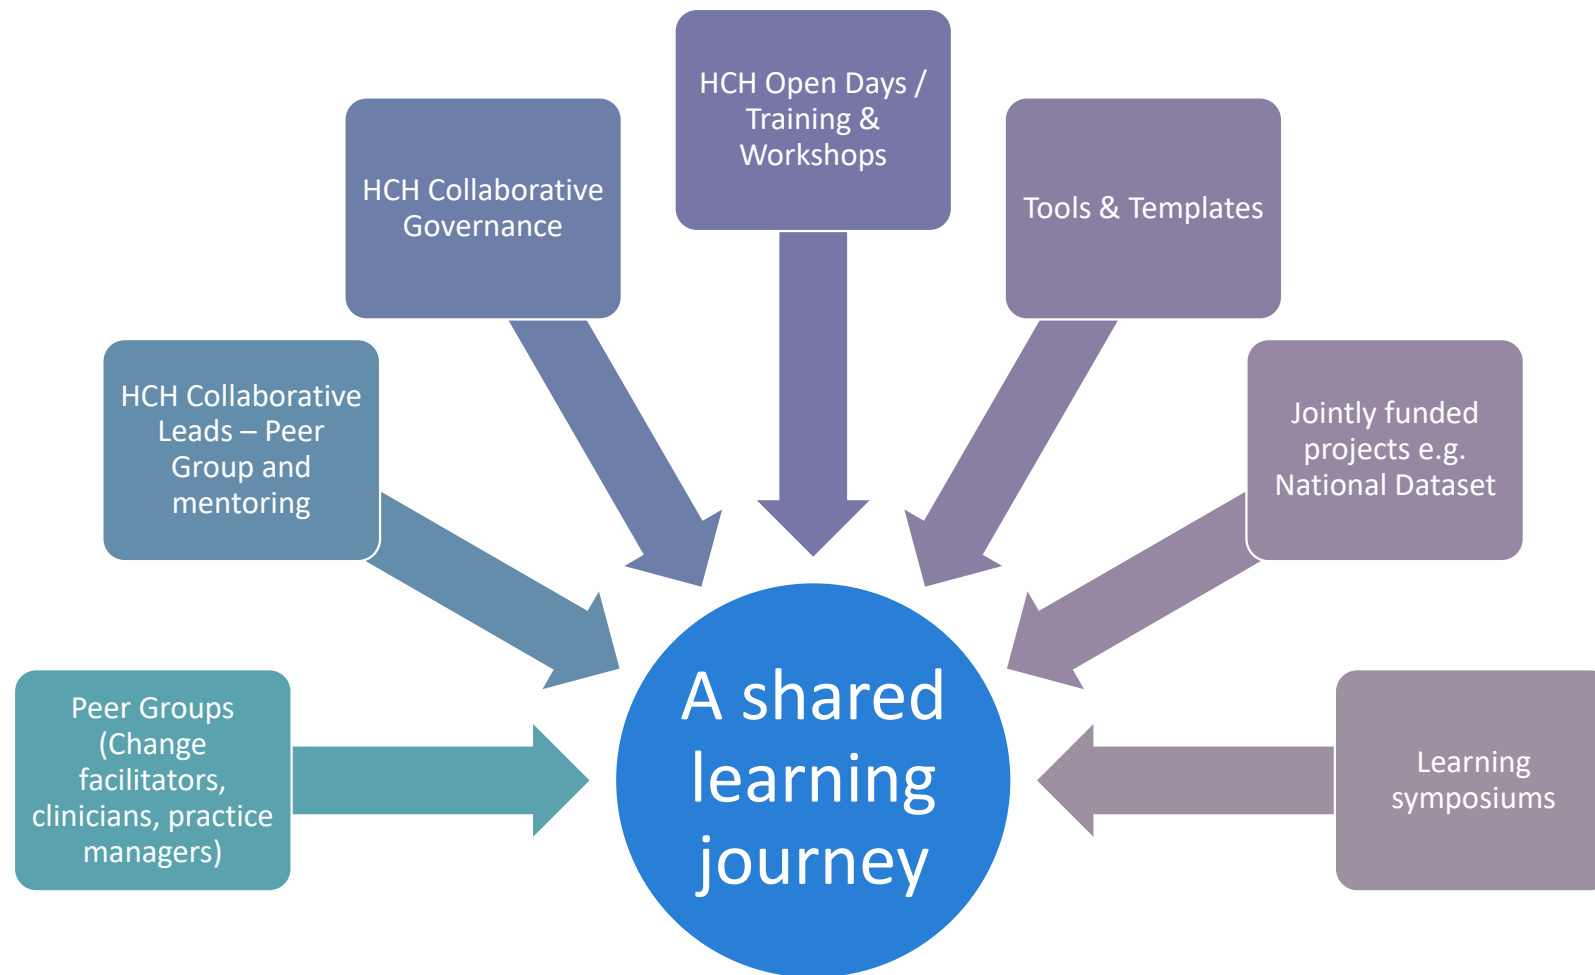 HCH Open Days /
Training &
Workshops
HCH Collaborative
Governance
Tools & Templates
HCH Collaborative
Leads – Peer
Group and
mentoring
Jointly funded
projects e.g.
National Dataset
Peer Groups
(Change
facilitators,
clinicians, practice
managers)
A shared
learning
journey
Learning
symposiums